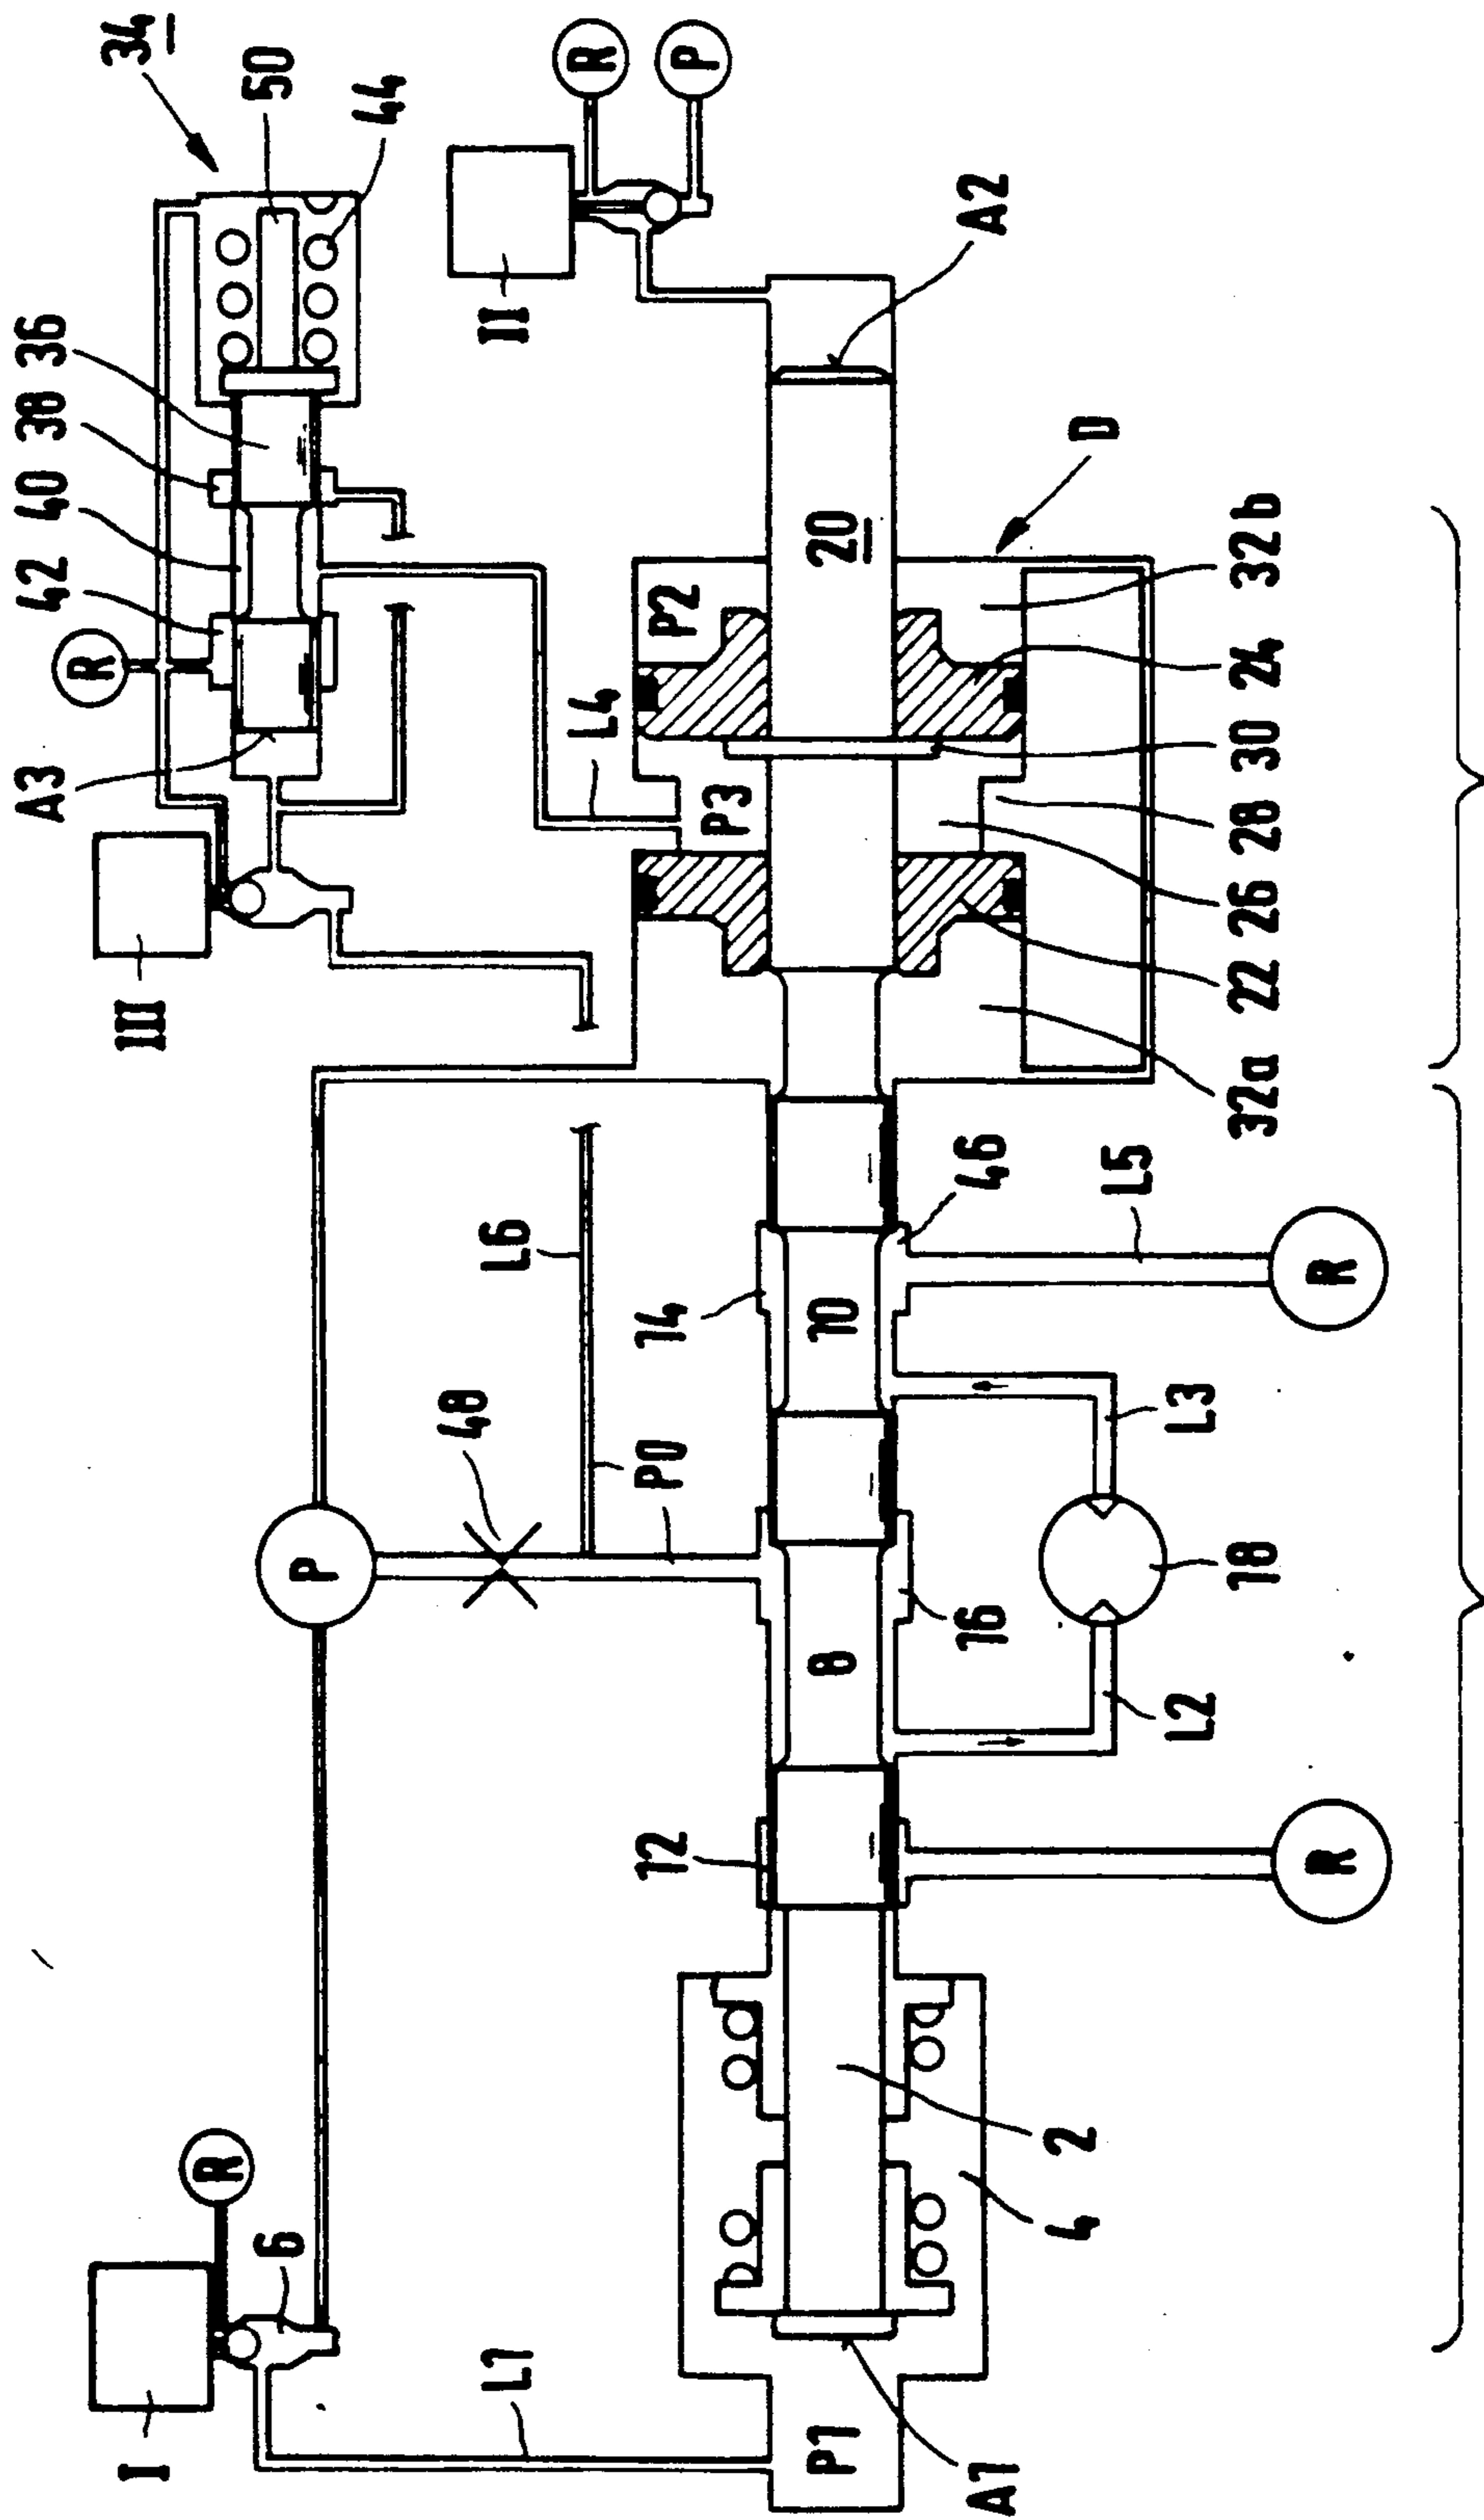 A3 42 40 38 36
R
I III 34
R
6 50
P
44
48
L1 L6 II
L4 R
12 P0 14 P2 P
P3
P1 8 10 20
A1 16 46 A2
4 2 D
L5
L2 L3
18 32a 22 26 28 30 24 32b
R R